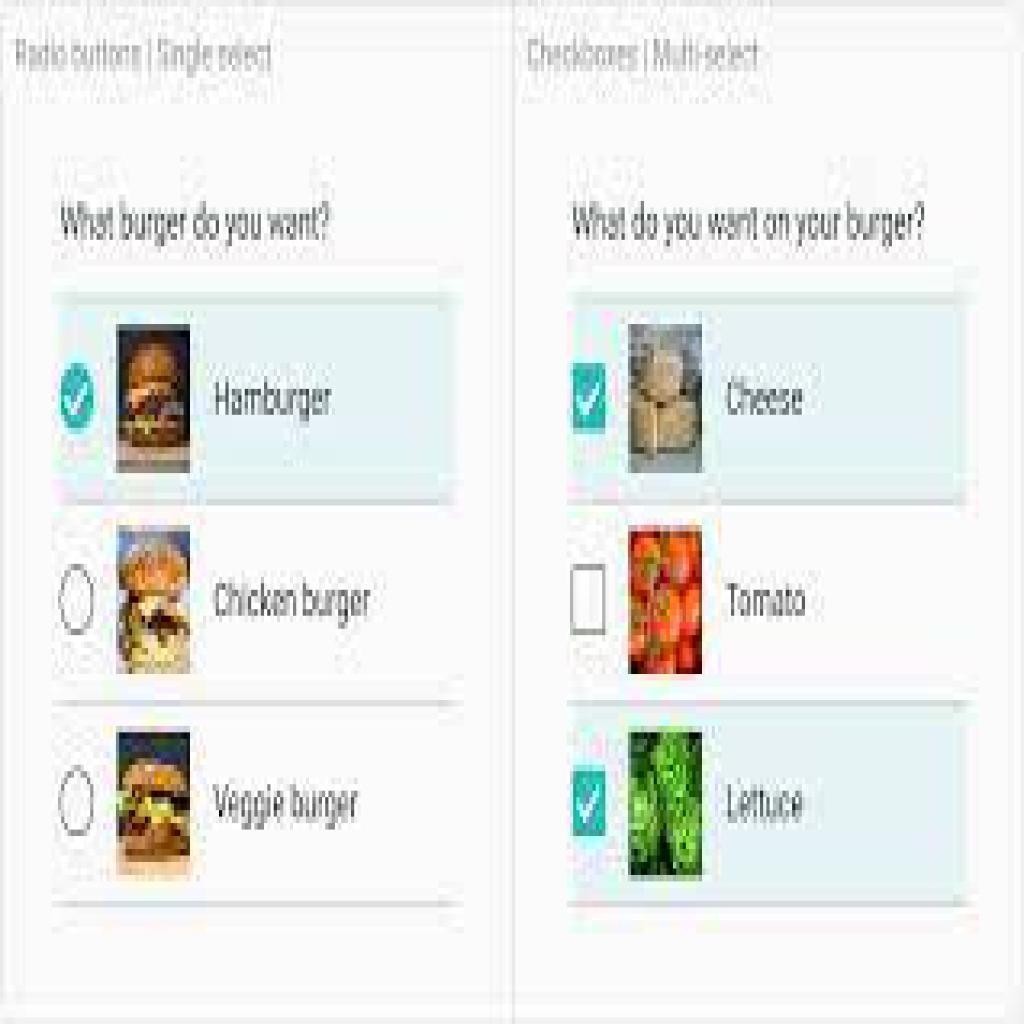 Radio buttons | Single select
What burger do you want?
Hamburger
Chicken burger
Veggie burger
Checkboxes | Multi-select
What do you want on your burger?
Cheese
Tomato
Lettuce